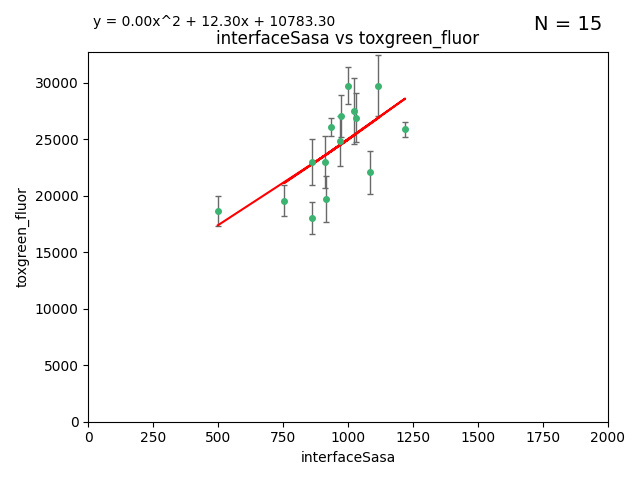 y = 0.00x^2 + 12.30x + 10783.30
N = 15
interfaceSasa vs toxgreen_fluor
30000
25000
20000
15000
10000
5000
0
toxgreen_fluor
0 250 500 750 1000 1250 1500 1750 2000
interfaceSasa